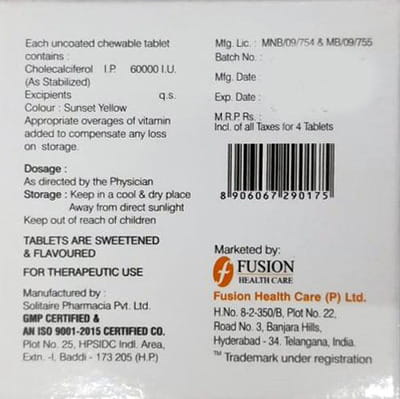 Each uncoated chewable tablet
contains :
Cholecalciferol I.P. 60000 I.U.
(As Stabilized)
Excipients q.s.
Colour : Sunset Yellow
Appropriate overages of vitamin
added to compensate any loss
on storage.
Dosage :
As directed by the Physician
Storage : Keep in a cool & dry place
Away from direct sunlight
Keep out of reach of children
TABLETS ARE SWEETENED
& FLAVOURED
FOR THERAPEUTIC USE
Manufactured by :
Solitaire Pharmacia Pvt. Ltd.
GMP CERTIFIED &
AN ISO 9001-2015 CERTIFIED CO.
Plot No. 25, HPSIDC Ind. Area,
Extn. -I, Baddi - 173 205 (H.P.)
Mfg. Lic. : MNB/09/754 & MB/09/755
Batch No. :
Mfg. Date :
Exp. Date :
M.R.P. Rs. :
Incl. of all Taxes for 4 Tablets
8 906067 290175
Marketed by:
f FUSION
HEALTH CARE
Fusion Health Care (P) Ltd.
H.No. 8-2-350/B, Plot No. 22,
Road No. 3, Banjara Hills,
Hyderabad - 34. Telangana, India.
™ Trademark under registration